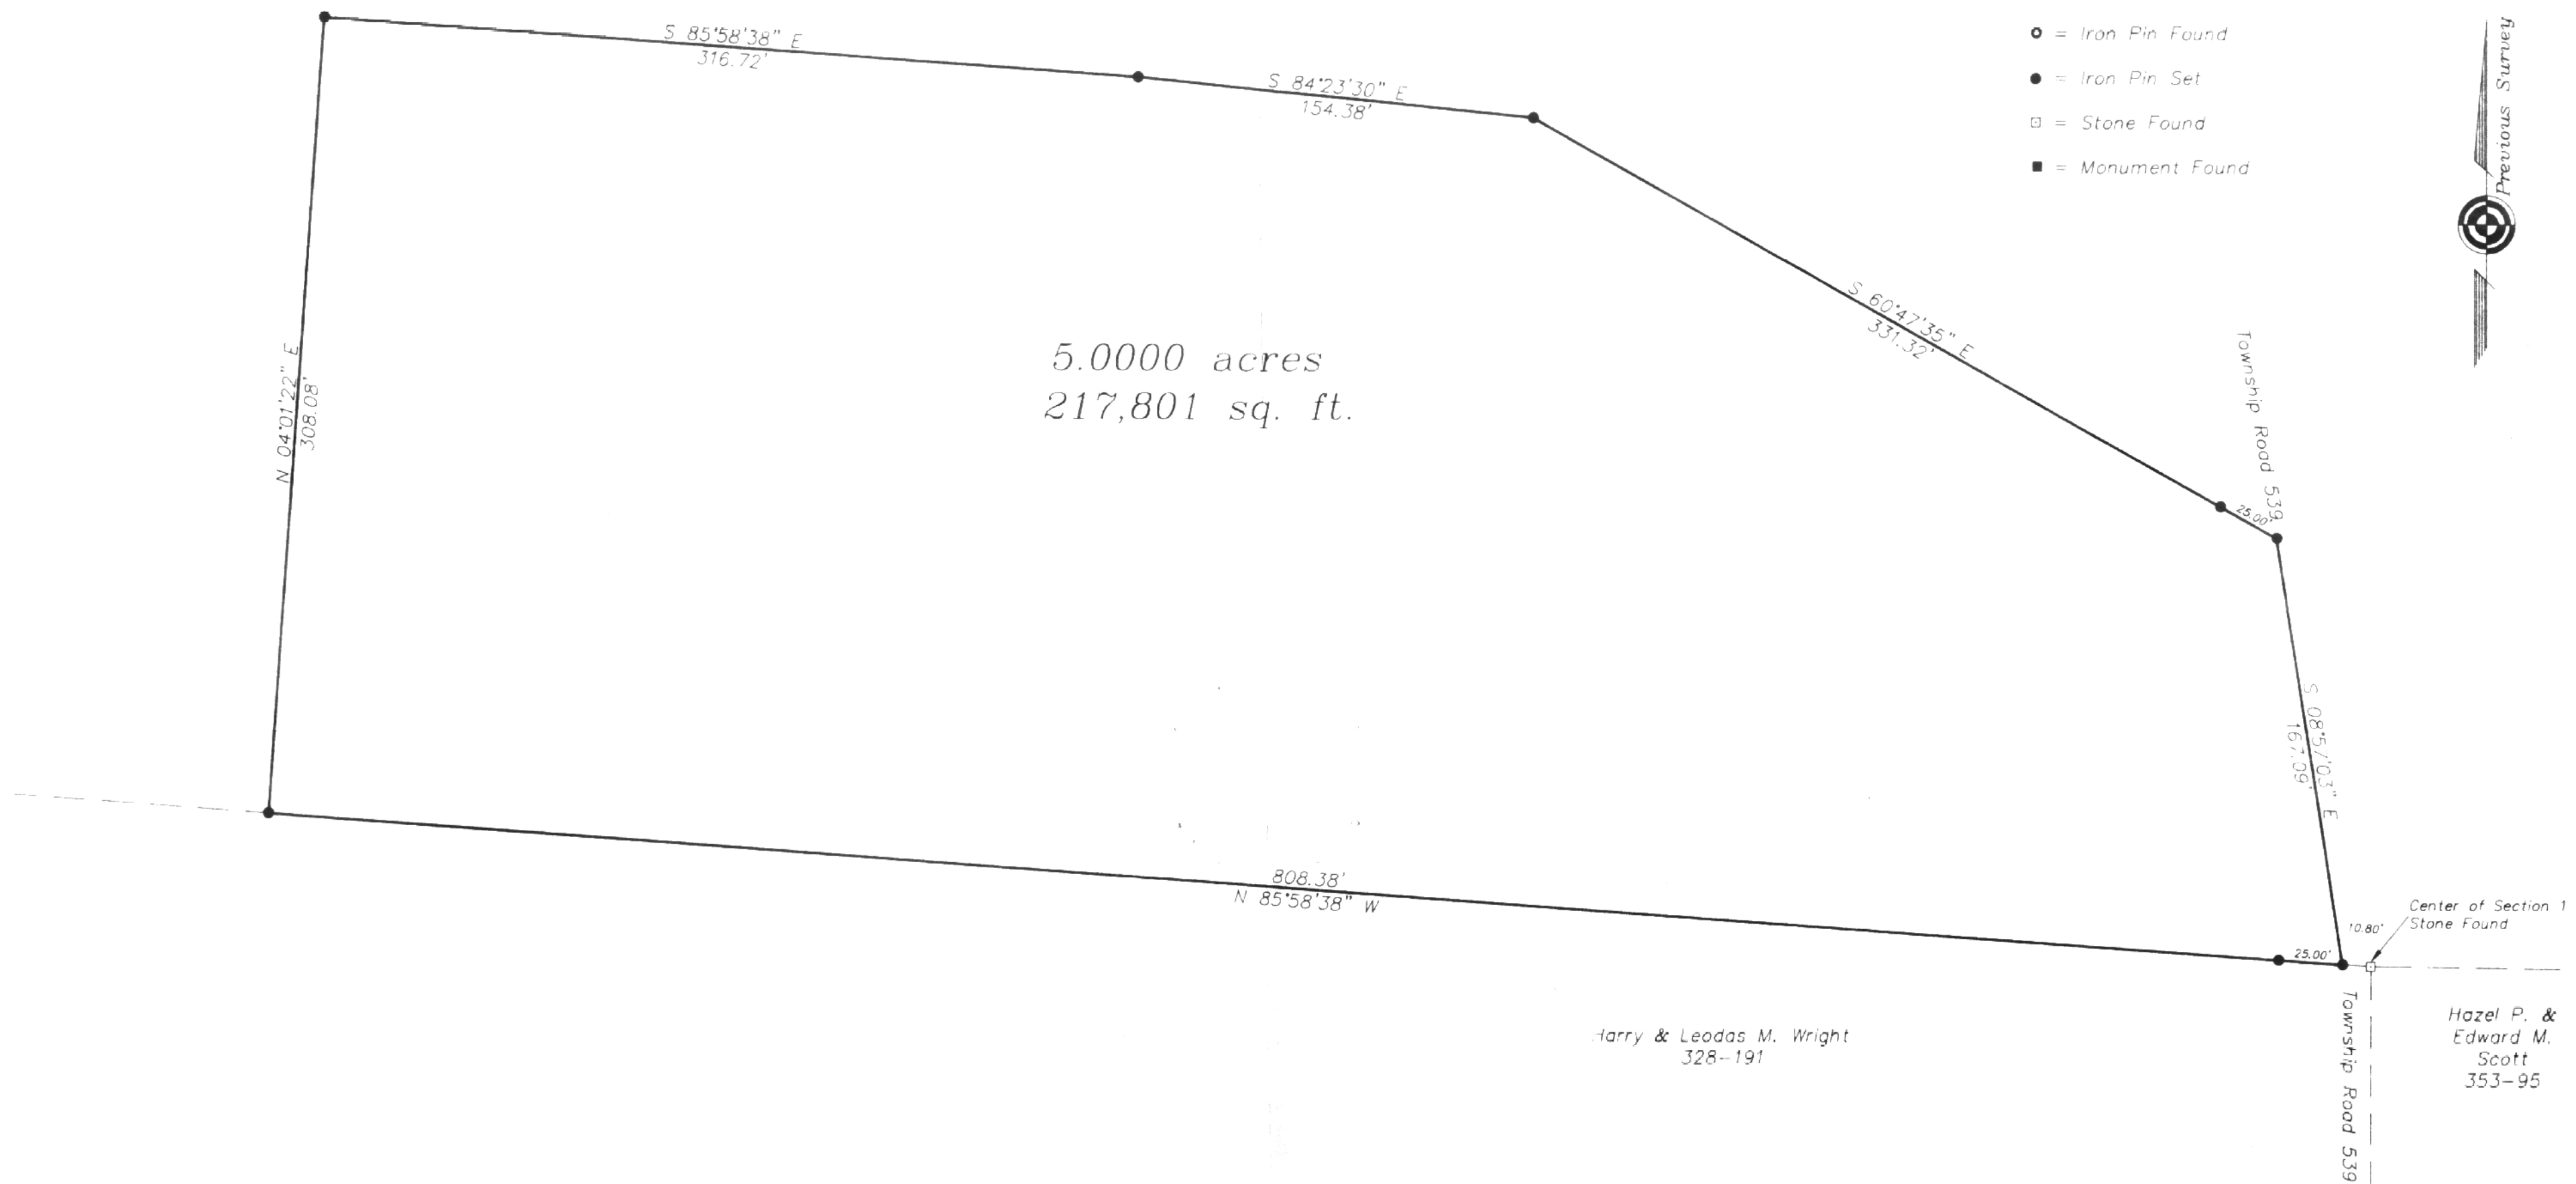 S 85°58'38" E
316.72'
S 84°23'30" E
154.38'
= Iron Pin Found
= Iron Pin Set
= Stone Found
= Monument Found
Previous Survey
N 04°01'22" E
308.08'
5.0000 acres
217,801 sq. ft.
S 60°47'35" E
331.32'
Township Road 539
25.00'
S 08°57'03" E
167.09'
808.38'
N 85°58'38" W
25.00'
10.80'
Center of Section 1
Stone Found
Harry & Leodas M. Wright
328-191
Township Road 539
Hazel P. &
Edward M.
Scott
353-95